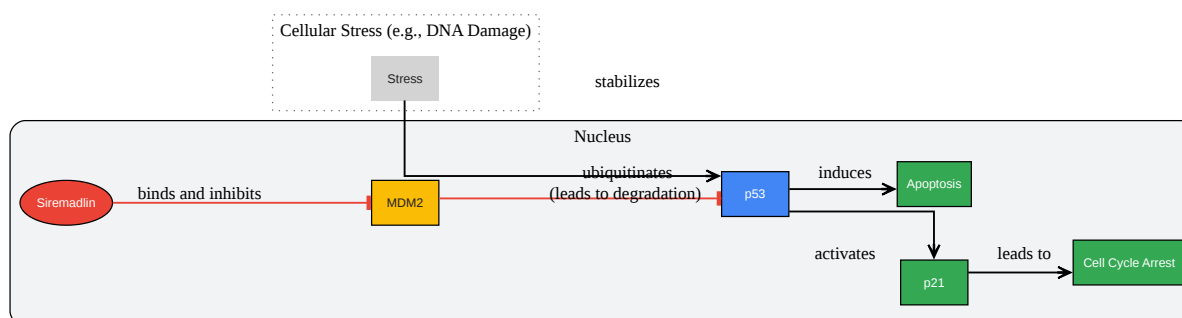 Cellular Stress (e.g., DNA Damage)
Stress
stabilizes
Nucleus
Siremadlin
binds and inhibits
MDM2
ubiquitinates
(leads to degradation)
p53
induces
Apoptosis
activates
p21
leads to
Cell Cycle Arrest